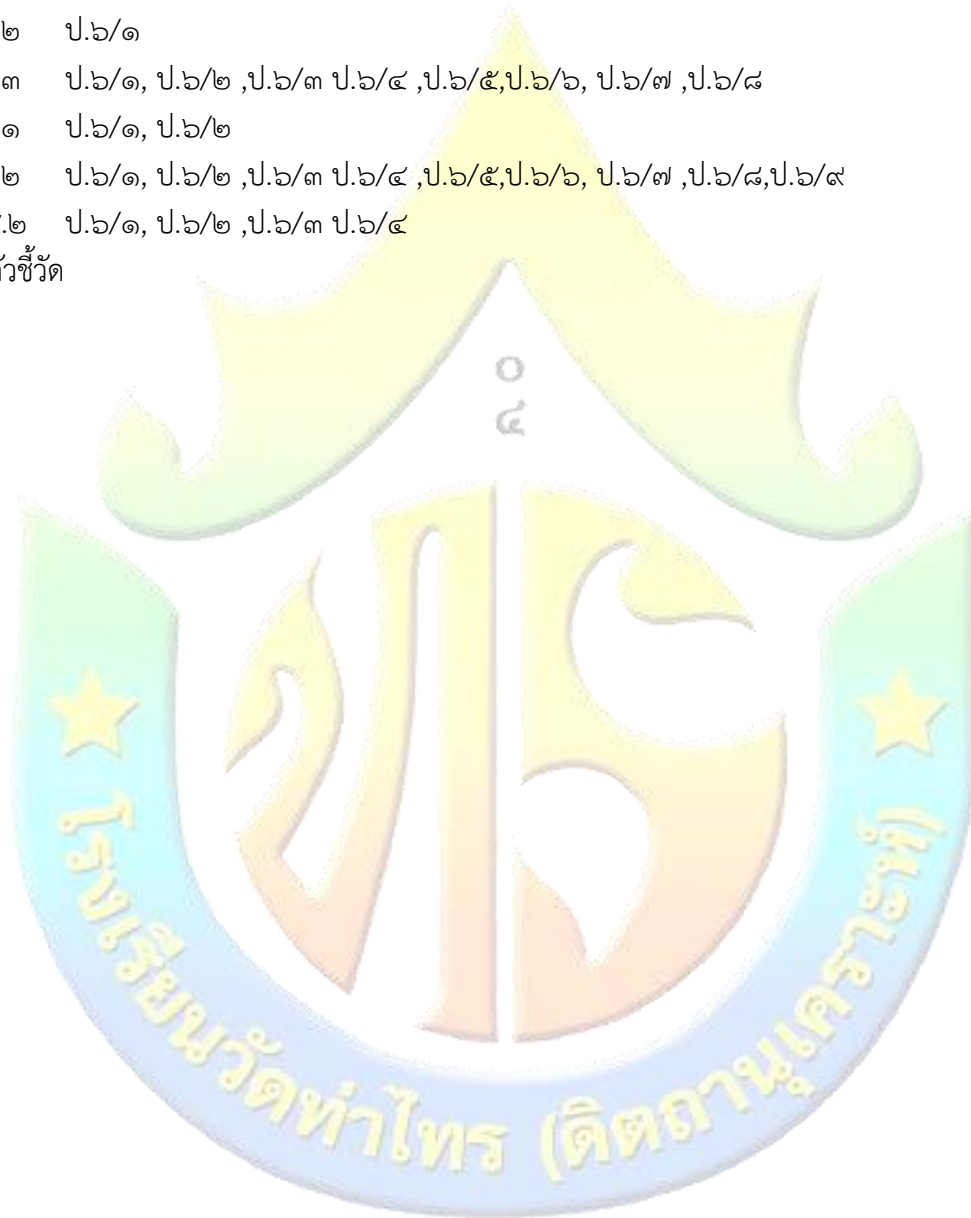 ๒ ป.๖/๑
๓ ป.๖/๑, ป.๖/๒ ,ป.๖/๓ ป.๖/๔ ,ป.๖/๕,ป.๖/๖, ป.๖/๗ ,ป.๖/๘
๑ ป.๖/๑, ป.๖/๒
๒ ป.๖/๑, ป.๖/๒ ,ป.๖/๓ ป.๖/๔ ,ป.๖/๕,ป.๖/๖, ป.๖/๗ ,ป.๖/๘,ป.๖/๙
.๒ ป.๖/๑, ป.๖/๒ ,ป.๖/๓ ป.๖/๔
ตัวชี้วัด
๐
๔
ทร
โรงเรียนวัดท่าไทร (ดิตถานุเคราะห์)